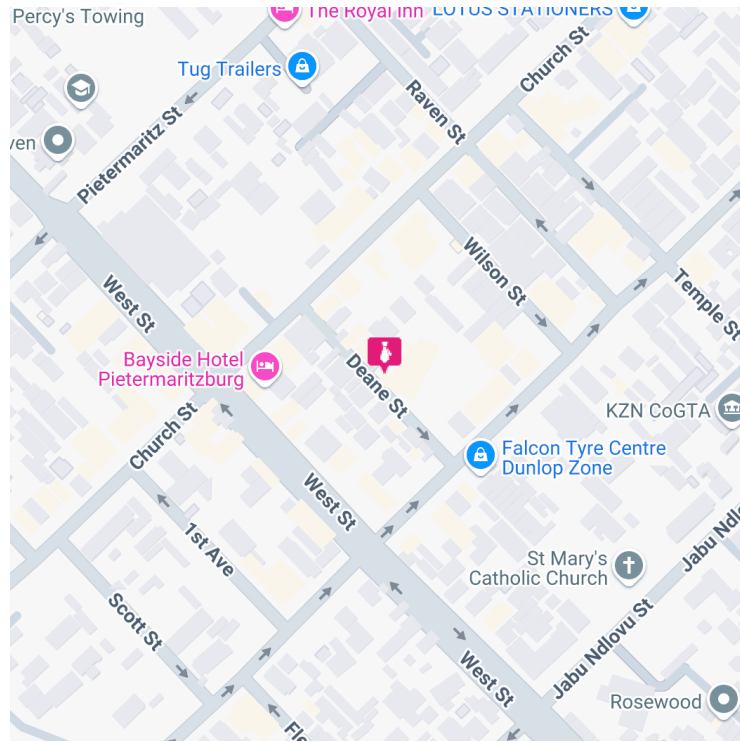 Percy's Towing
The Royal Inn
LOTUS STATIONERS
Church St
Tug Trailers
Raven St
ven
Pietermaritz St
Wilson St
Temple St
West St
Bayside Hotel
Pietermaritzburg
Deane St
KZN CoGTA
Church St
Falcon Tyre Centre
Dunlop Zone
West St
1st Ave
St Mary's
Catholic Church
Jabu Ndlo
Scott St
Jabu Ndlovu St
West St
Rosewood
Fle